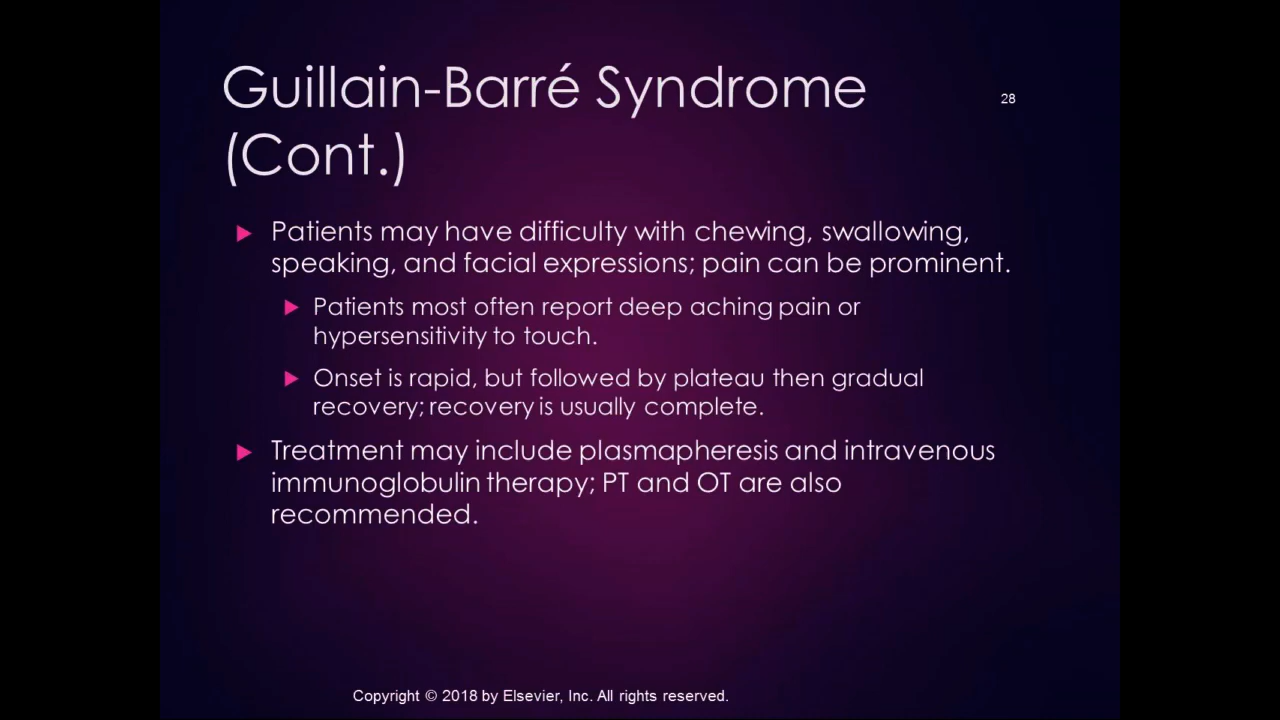 Guillain-Barré Syndrome
(Cont.)
28
Patients may have difficulty with chewing, swallowing,
speaking, and facial expressions; pain can be prominent.
Patients most often report deep aching pain or
hypersensitivity to touch.
Onset is rapid, but followed by plateau then gradual
recovery; recovery is usually complete.
Treatment may include plasmapheresis and intravenous
immunoglobulin therapy; PT and OT are also
recommended.
Copyright © 2018 by Elsevier, Inc. All rights reserved.